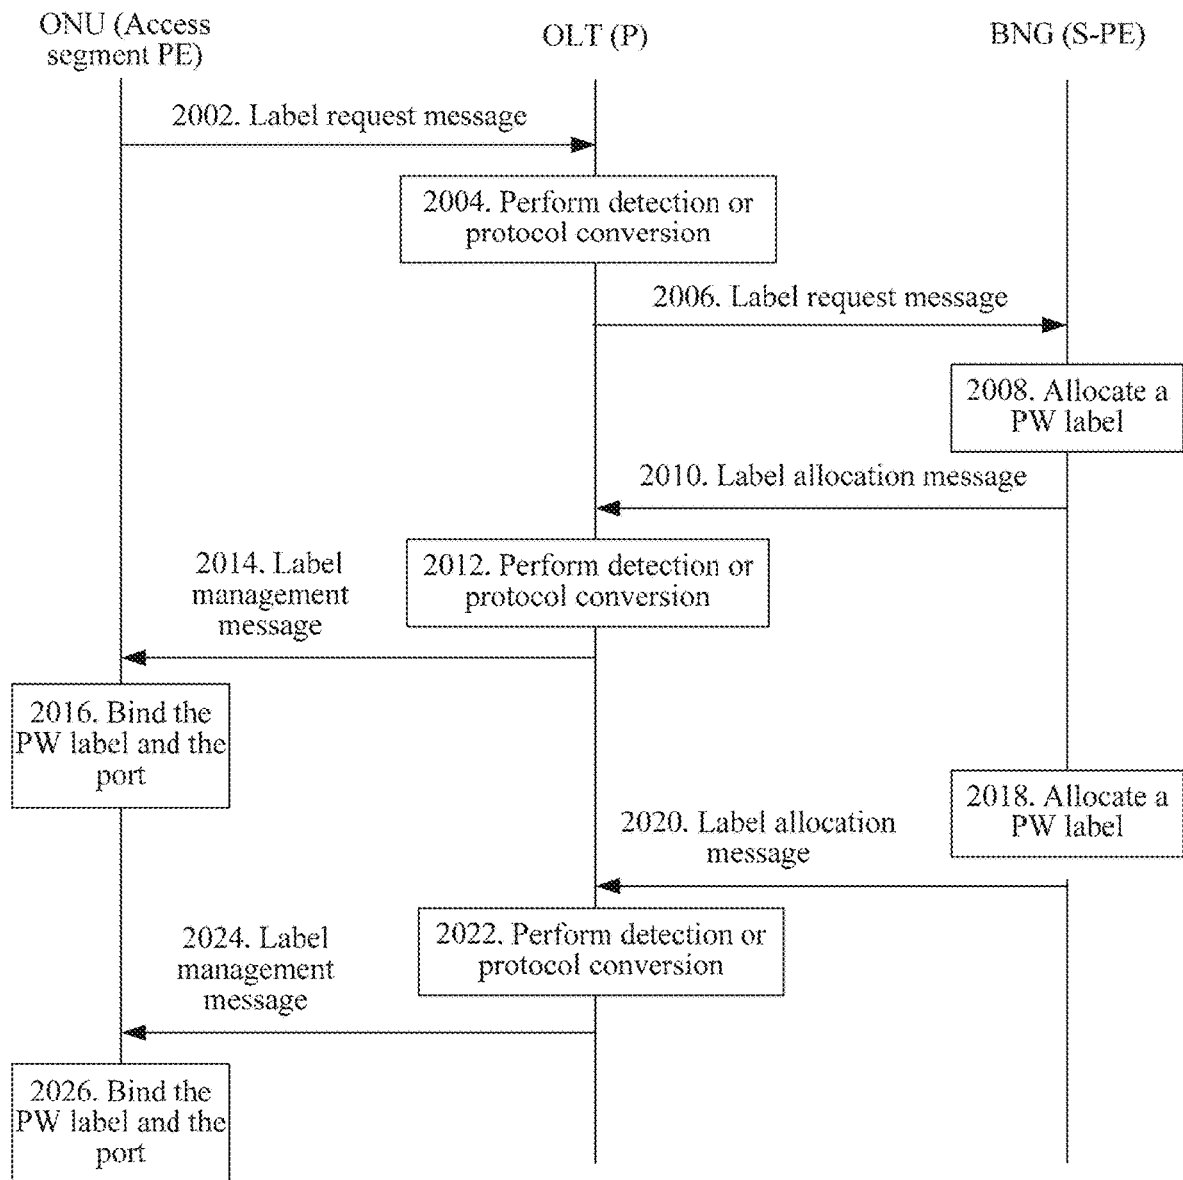 ONU (Access
segment PE)
OLT (P)
BNG (S-PE)
2002. Label request message
2004. Perform detection or
protocol conversion
2006. Label request message
2008. Allocate a
PW label
2010. Label allocation message
2012. Perform detection or
protocol conversion
2014. Label
management
message
2016. Bind the
PW label and the
port
2018. Allocate a
PW label
2020. Label allocation
message
2022. Perform detection or
protocol conversion
2024. Label
management
message
2026. Bind the
PW label and the
port